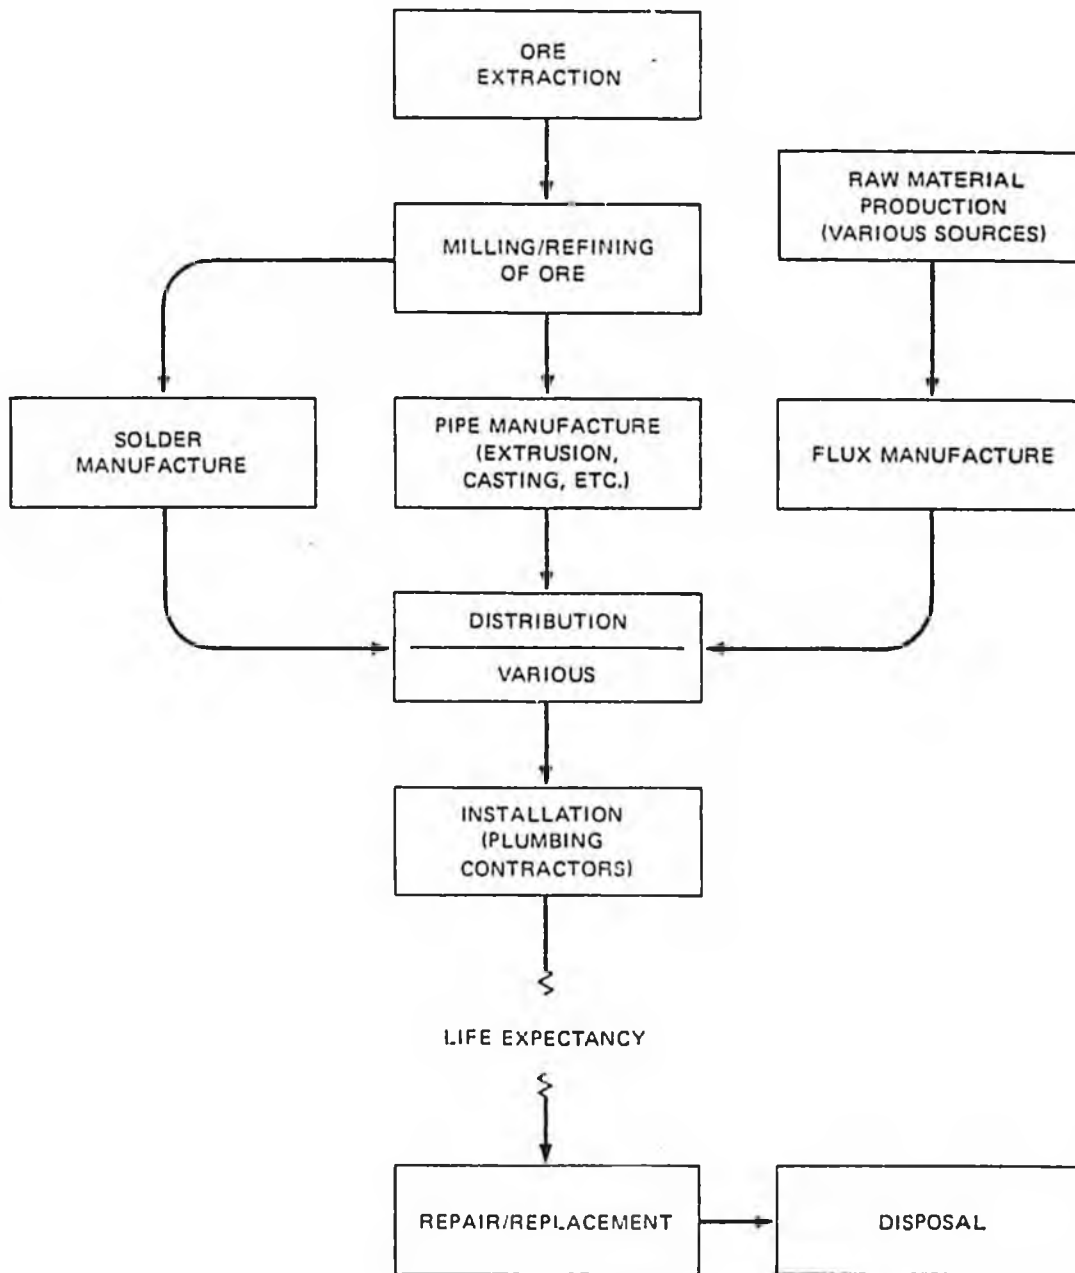 ORE
EXTRACTION
RAW MATERIAL
PRODUCTION
(VARIOUS SOURCES)
MILLING/REFINING
OF ORE
SOLDER
MANUFACTURE
PIPE MANUFACTURE
(EXTRUSION,
CASTING, ETC.)
FLUX MANUFACTURE
DISTRIBUTION
VARIOUS
INSTALLATION
(PLUMBING
CONTRACTORS)
LIFE EXPECTANCY
REPAIR/REPLACEMENT
DISPOSAL